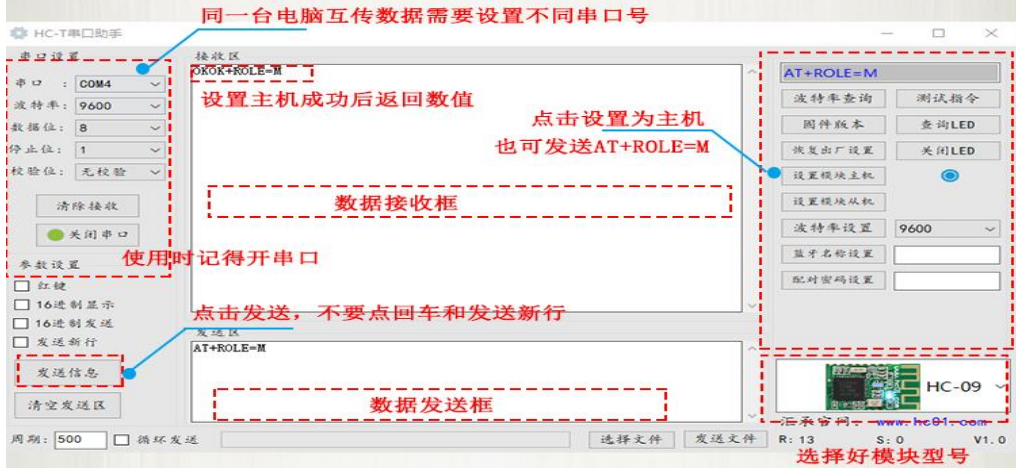 同一台电脑互传数据需要设置不同串口号
HC-T串口助手
串口设置
串口 : COM4
波特率: 9600
数据位: 8
停止位: 1
校验位: 无校验
清除接收
关闭串口
使用时记得开串口
参数设置
红键
16进制显示
16进制发送
发送新行
发送信息
清空发送区
周期: 500
循环发送
接收区
OKOK+ROLE=M
设置主机成功后返回数值
点击设置为主机
也可发送AT+ROLE=M
数据接收框
点击发送，不要点回车和发送新行
发送区
AT+ROLE=M
数据发送框
选择文件
发送文件
AT+ROLE=M
波特率查询
测试指令
固件版本
查询LED
恢复出厂设置
关闭LED
设置模块主机
设置模块从机
波特率设置
9600
蓝牙名称设置
配对密码设置
HC-09
汇承官网: www.hc01.com
R: 13 S: 0 V1.0
选择好模块型号